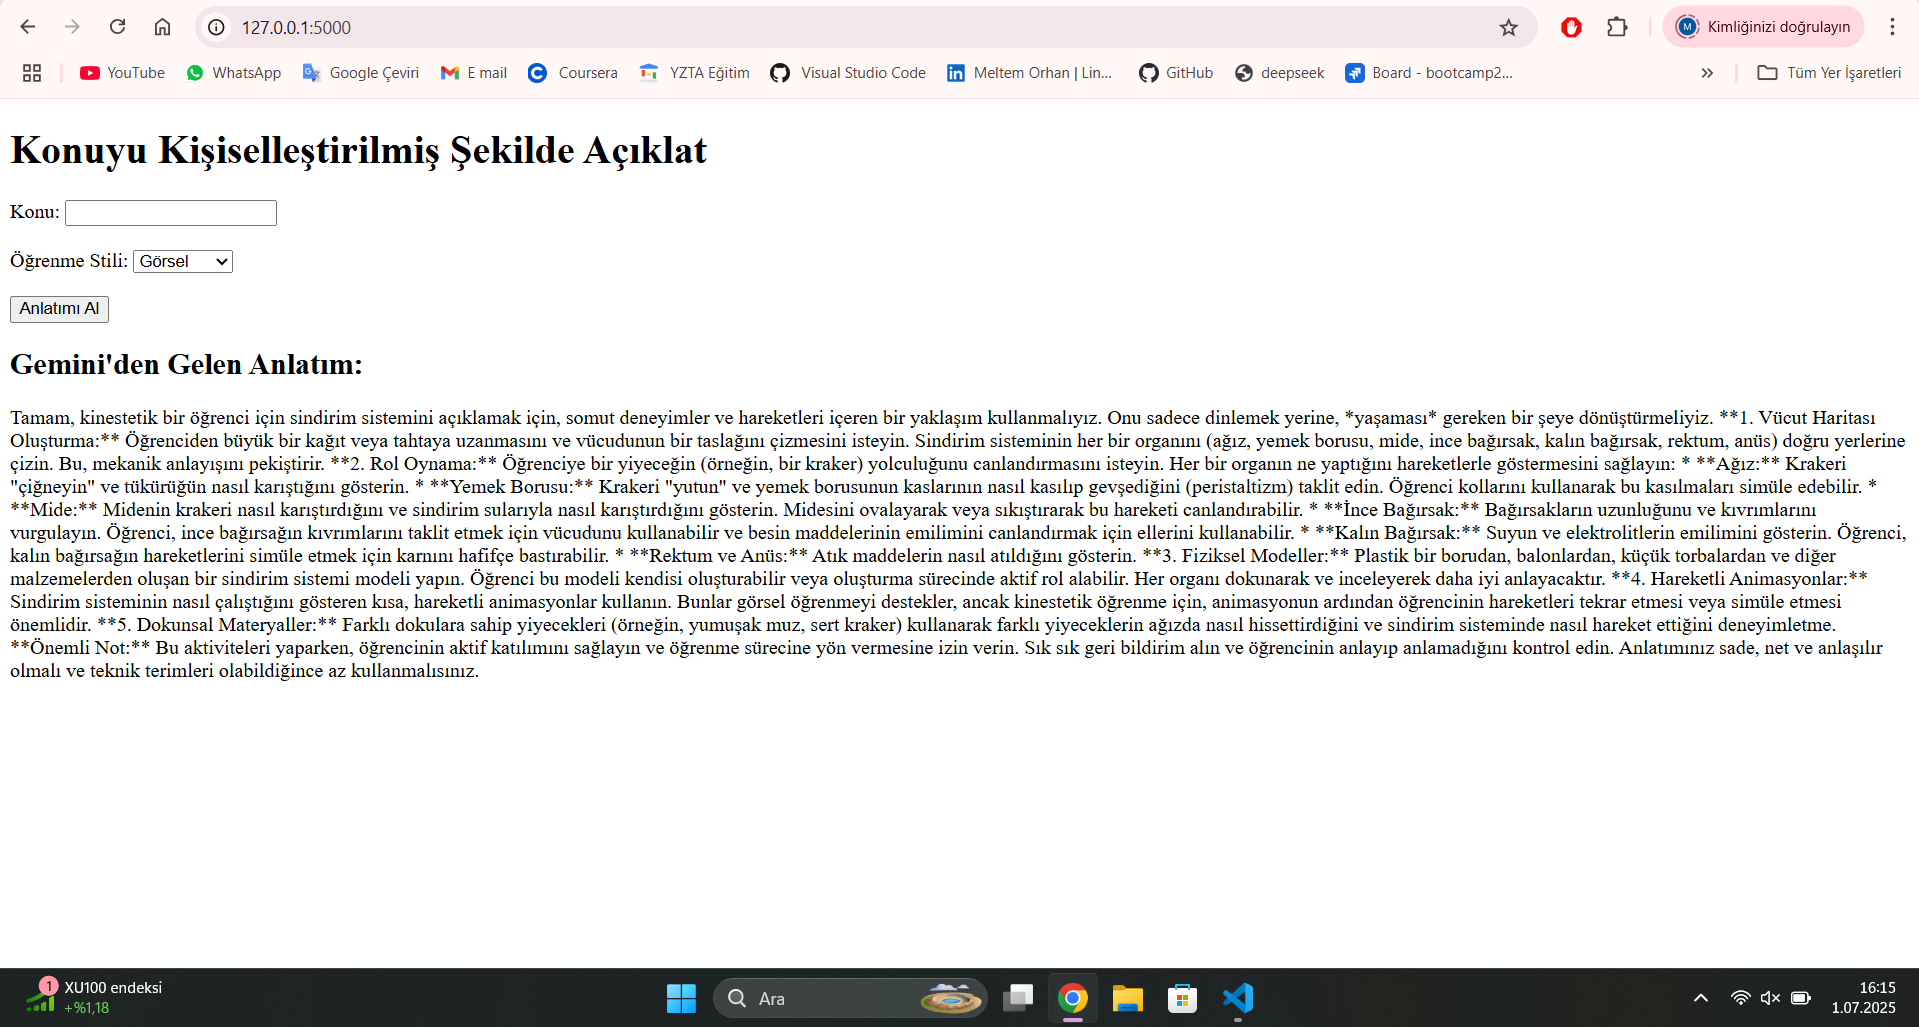 127.0.0.1:5000
Kimliğinizi doğrulayın
YouTube WhatsApp Google Çeviri E mail Coursera YZTA Eğitim Visual Studio Code Meltem Orhan | Lin... GitHub deepseek Board - bootcamp2... Tüm Yer İşaretleri
Konuyu Kişiselleştirilmiş Şekilde Açıklat
Konu:
Öğrenme Stili: Görsel
Anlatımı Al
Gemini'den Gelen Anlatım:
Tamam, kinestetik bir öğrenci için sindirim sistemini açıklamak için, somut deneyimler ve hareketleri içeren bir yaklaşım kullanmalıyız. Onu sadece dinlemek yerine, *yaşaması* gereken bir şeye dönüştürmeliyiz. **1. Vücut Haritası
Oluşturma:** Öğrenciden büyük bir kağıt veya tahtaya uzanmasını ve vücudunun bir taslağını çizmesini isteyin. Sindirim sisteminin her bir organını (ağız, yemek borusu, mide, ince bağırsak, kalın bağırsak, rektum, anüs) doğru yerlerine
çizin. Bu, mekanik anlayışını pekiştirir. **2. Rol Oynama:** Öğrenciye bir yiyeceğin (örneğin, bir kraker) yolculuğunu canlandırmasını isteyin. Her bir organın ne yaptığını hareketlerle göstermesini sağlayın: * **Ağız:** Krakeri
"çiğneyin" ve tükürüğün nasıl karıştığını gösterin. * **Yemek Borusu:** Krakeri "yutun" ve yemek borusunun kaslarının nasıl kasılıp gevşediğini (peristaltizm) taklit edin. Öğrenci kollarını kullanarak bu kasılmaları simüle edebilir. *
**Mide:** Midenin krakeri nasıl karıştırdığını ve sindirim sularıyla nasıl karıştırdığını gösterin. Midesini ovalayarak veya sıkıştırarak bu hareketi canlandırabilir. * **İnce Bağırsak:** Bağırsakların uzunluğunu ve kıvrımlarını
vurgulayın. Öğrenci, ince bağırsağın kıvrımlarını taklit etmek için vücudunu kullanabilir ve besin maddelerinin emilimini canlandırmak için ellerini kullanabilir. * **Kalın Bağırsak:** Suyun ve elektrolitlerin emilimini gösterin. Öğrenci,
kalın bağırsağın hareketlerini simüle etmek için karnını hafifçe bastırabilir. * **Rektum ve Anüs:** Atık maddelerin nasıl atıldığını gösterin. **3. Fiziksel Modeller:** Plastik bir borudan, balonlardan, küçük torbalardan ve diğer
malzemelerden oluşan bir sindirim sistemi modeli yapın. Öğrenci bu modeli kendisi oluşturabilir veya oluşturma sürecinde aktif rol alabilir. Her organı dokunarak ve inceleyerek daha iyi anlayacaktır. **4. Hareketli Animasyonlar:**
Sindirim sisteminin nasıl çalıştığını gösteren kısa, hareketli animasyonlar kullanın. Bunlar görsel öğrenmeyi destekler, ancak kinestetik öğrenme için, animasyonun ardından öğrencinin hareketleri tekrar etmesi veya simüle etmesi
önemlidir. **5. Dokunsal Materyaller:** Farklı dokulara sahip yiyecekleri (örneğin, yumuşak muz, sert kraker) kullanarak farklı yiyeceklerin ağızda nasıl hissettirdiğini ve sindirim sisteminde nasıl hareket ettiğini deneyimletme.
**Önemli Not:** Bu aktiviteleri yaparken, öğrencinin aktif katılımını sağlayın ve öğrenme sürecine yön vermesine izin verin. Sık sık geri bildirim alın ve öğrencinin anlayıp anlamadığını kontrol edin. Anlatımınız sade, net ve anlaşılır
olmalı ve teknik terimleri olabildiğince az kullanmalısınız.
1
XU100 endeksi
+%1,18
Ara
16:15
1.07.2025